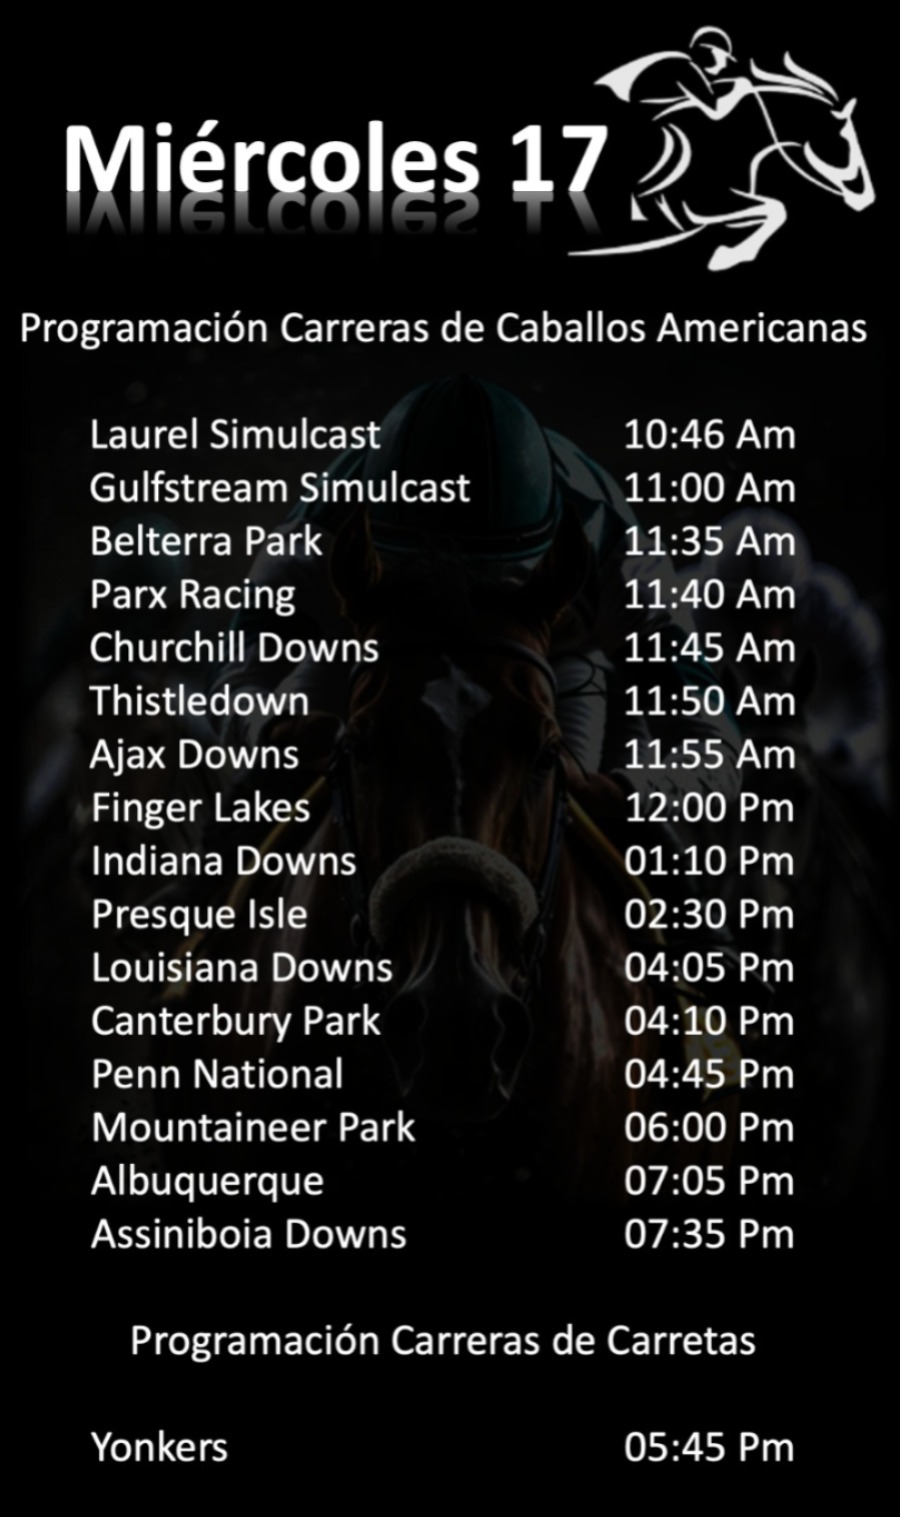 Miércoles 17
Programación Carreras de Caballos Americanas
Laurel Simulcast 10:46 Am
Gulfstream Simulcast 11:00 Am
Belterra Park 11:35 Am
Parx Racing 11:40 Am
Churchill Downs 11:45 Am
Thistledown 11:50 Am
Ajax Downs 11:55 Am
Finger Lakes 12:00 Pm
Indiana Downs 01:10 Pm
Presque Isle 02:30 Pm
Louisiana Downs 04:05 Pm
Canterbury Park 04:10 Pm
Penn National 04:45 Pm
Mountaineer Park 06:00 Pm
Albuquerque 07:05 Pm
Assiniboia Downs 07:35 Pm
Programación Carreras de Carretas
Yonkers 05:45 Pm